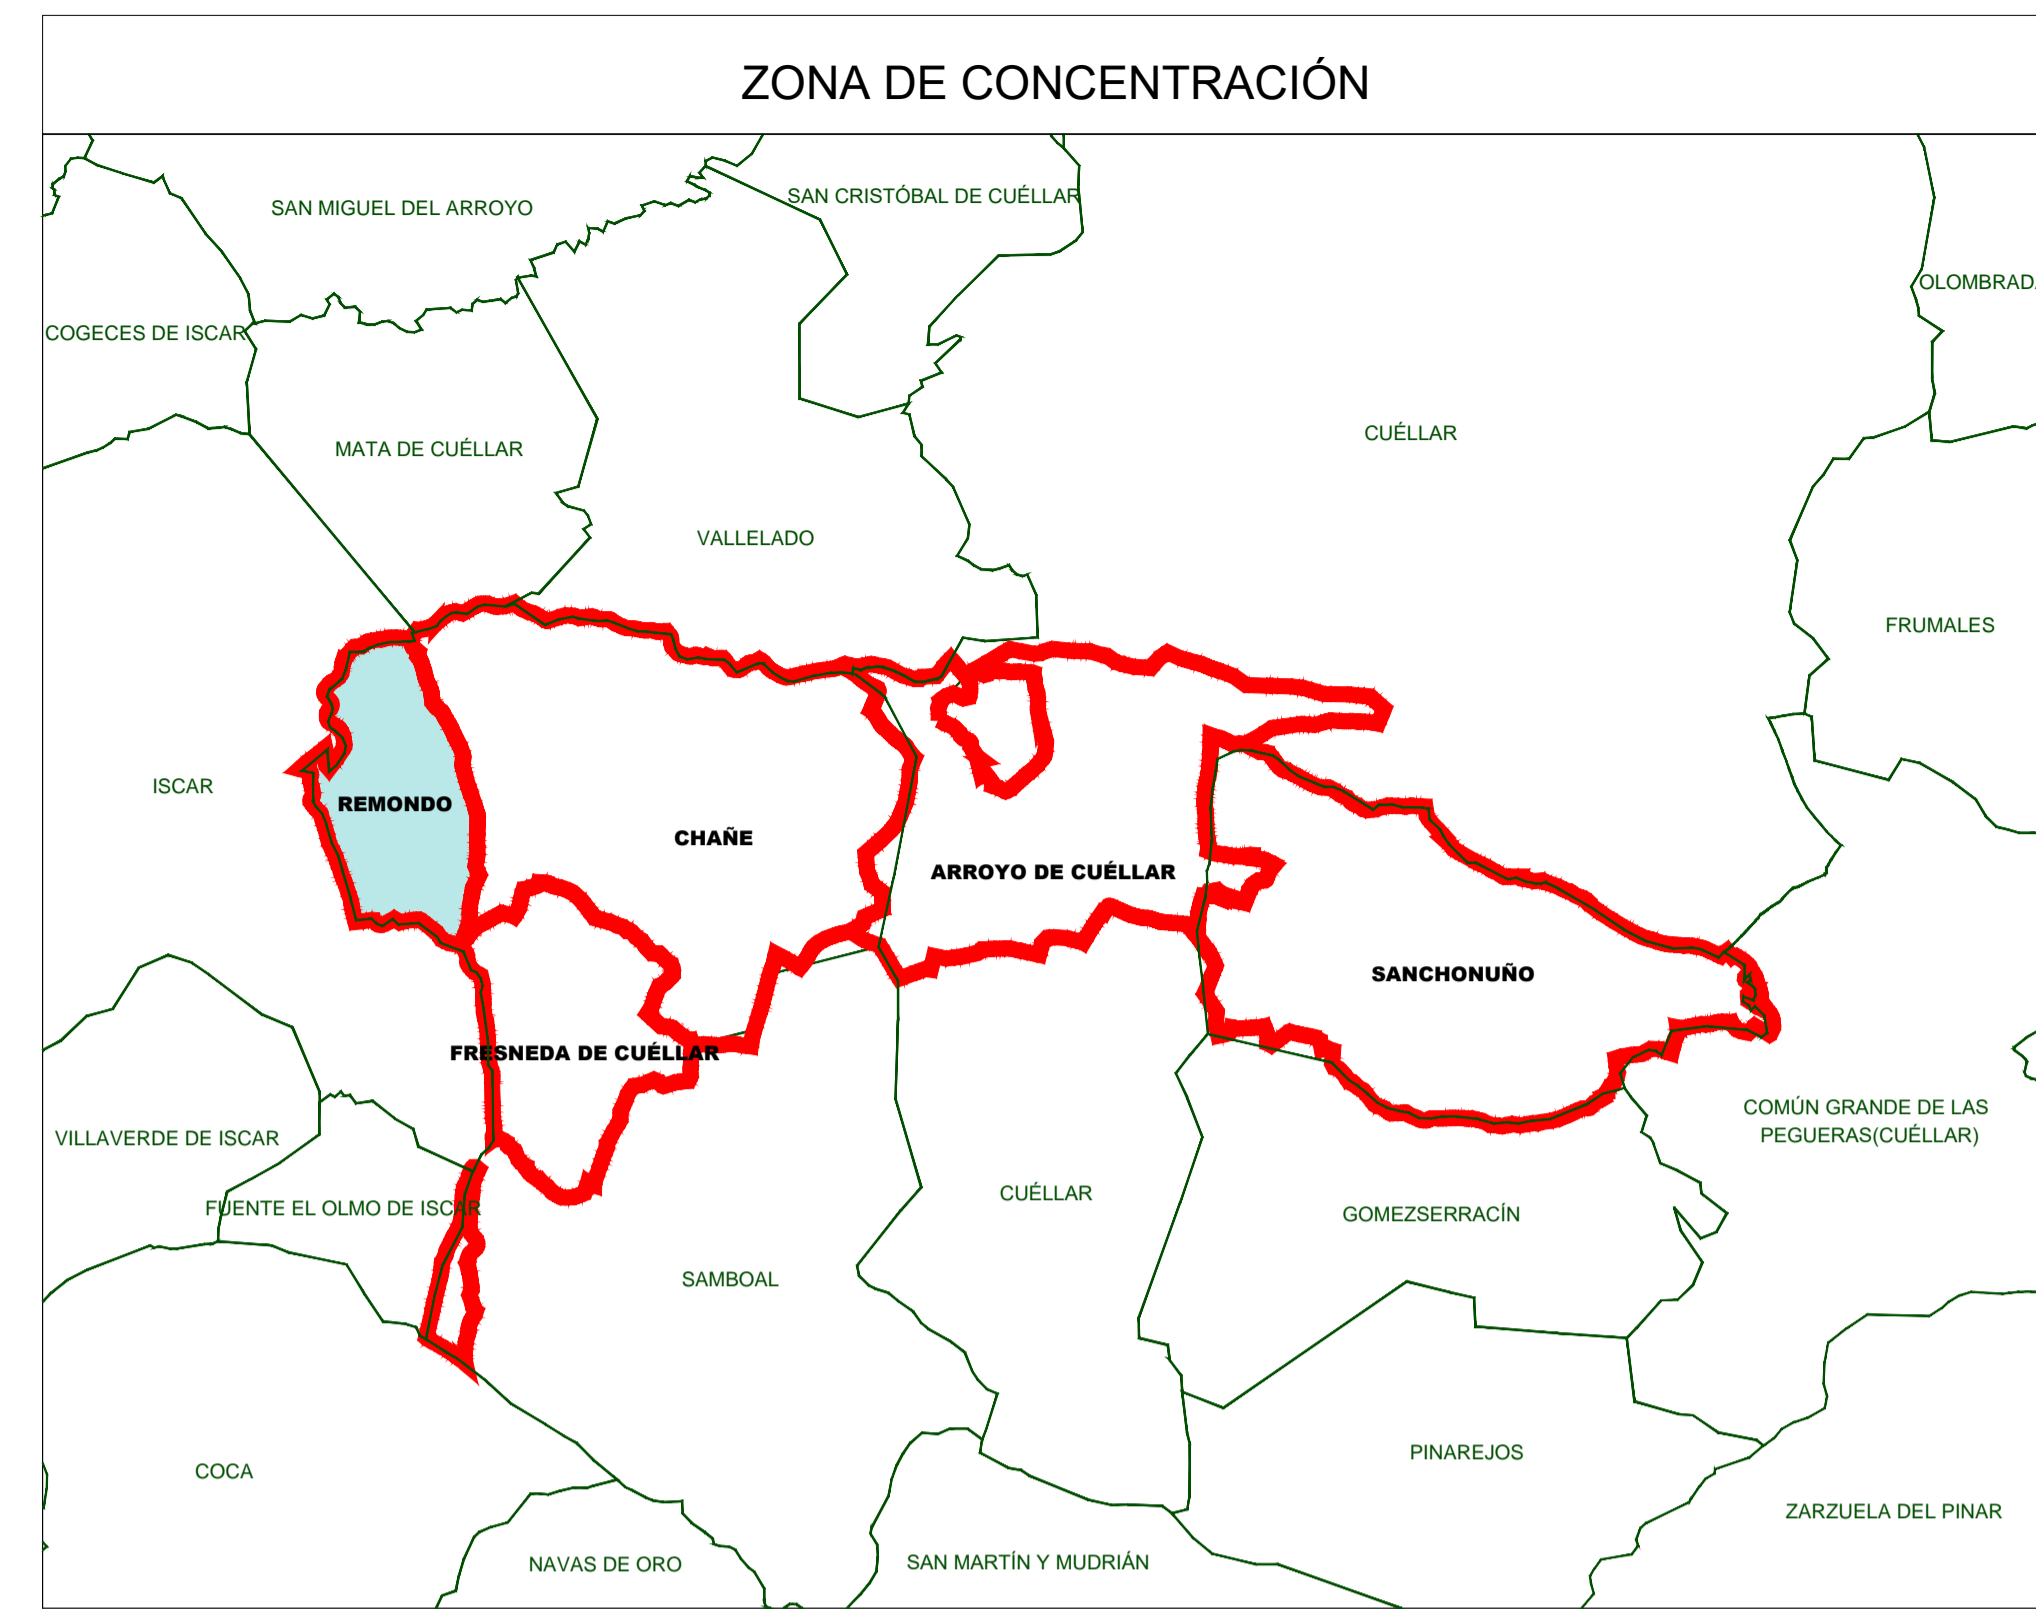 ZONA DE CONCENTRACIÓN
SAN MIGUEL DEL ARROYO
SAN CRISTÓBAL DE CUÉLLAR
OLOMBRADA
COGECES DE ISCAR
MATA DE CUÉLLAR
CUÉLLAR
VALLELADO
FRUMALES
ISCAR
REMONDO
CHAÑE
ARROYO DE CUÉLLAR
SANCHONUÑO
FRESNEDA DE CUÉLLAR
COMÚN GRANDE DE LAS
PEGUERAS(CUÉLLAR)
VILLAVERDE DE ISCAR
FUENTE EL OLMO DE ISCAR
CUÉLLAR
GOMEZSERRACÍN
SAMBOAL
COCA
PINAREJOS
ZARZUELA DEL PINAR
NAVAS DE ORO
SAN MARTÍN Y MUDRIÁN